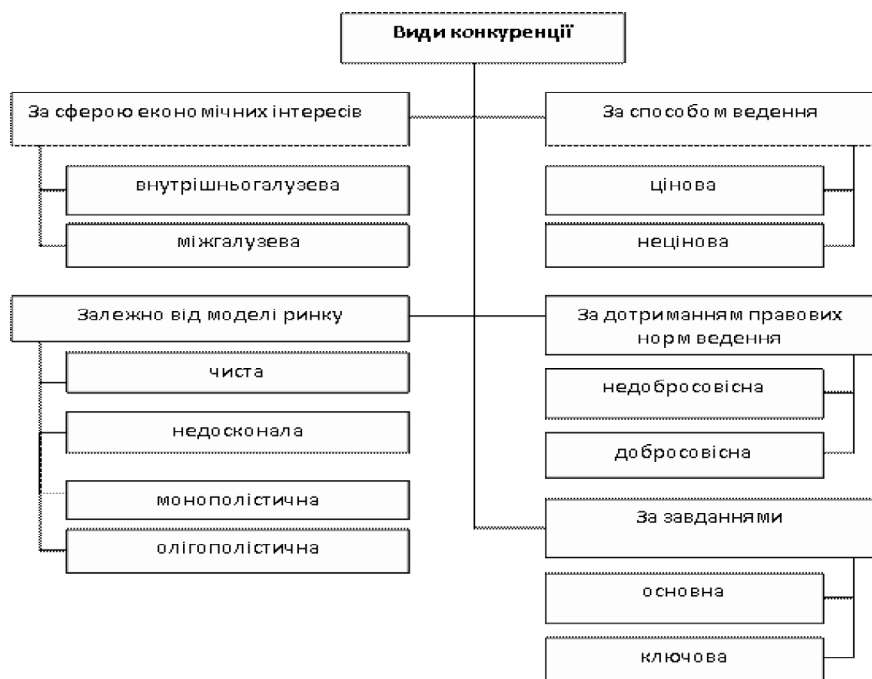 Види конкуренції
За сферою економічних інтересів
внутрішньогалузева
міжгалузева
Залежно від моделі ринку
чиста
недосконала
монополістична
олігополістична
За способом ведення
цінова
нецінова
За дотриманням правових
норм ведення
недобросовісна
добросовісна
За завданнями
основна
ключова